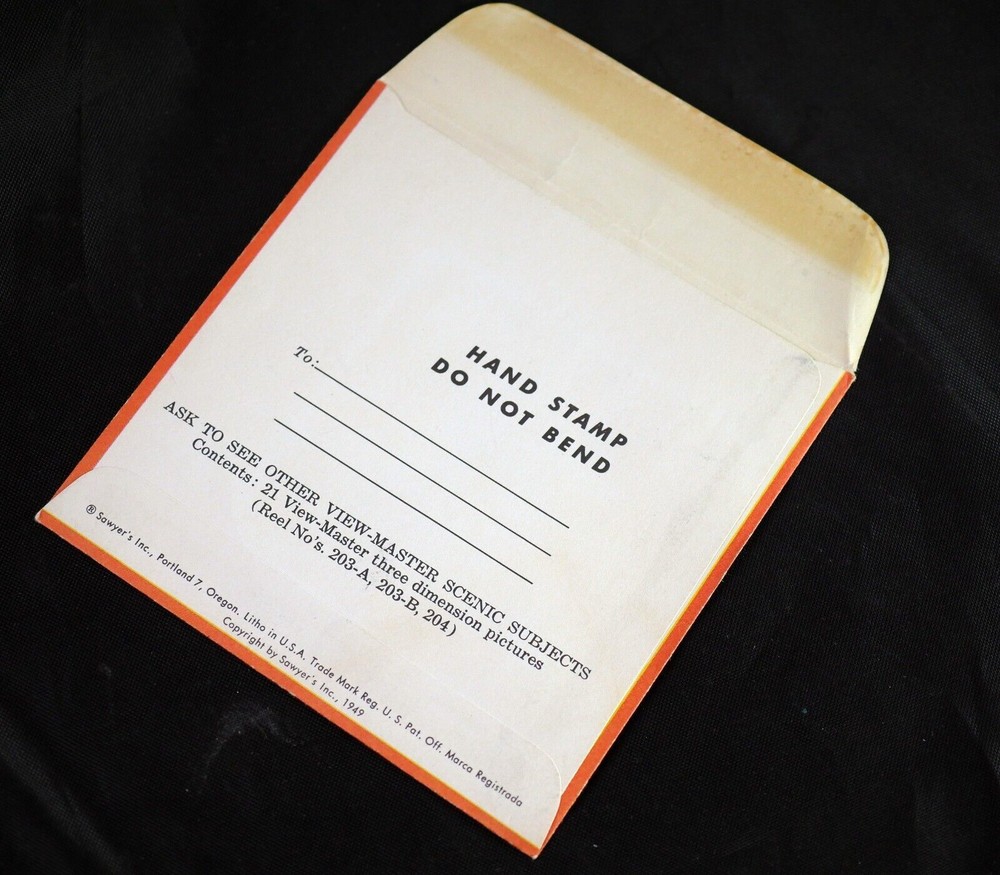 HAND STAMP
DO NOT BEND
To:
ASK TO SEE OTHER VIEW-MASTER SCENIC SUBJECTS
Contents: 21 View-Master three dimension pictures
(Reel No's. 203-A, 203-B, 204)
® Sawyer's Inc., Portland 7, Oregon. Litho in U.S.A. Trade Mark Reg. U. S. Pat. Off. Marca Registrada
Copyright by Sawyer's Inc., 1949